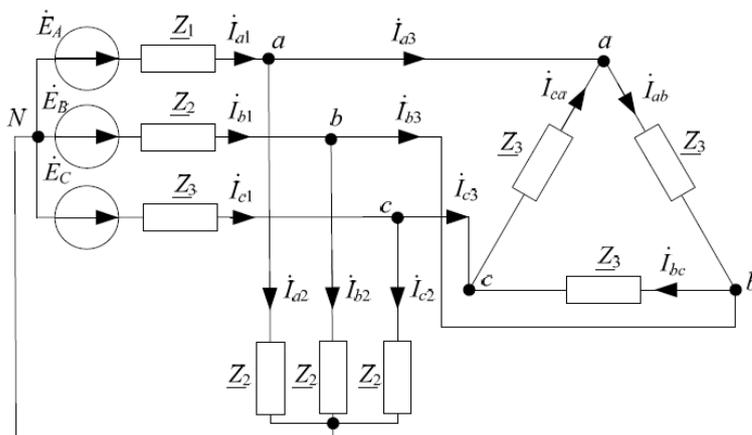 Ė_A Z_1 İ_a1 a İ_a3 a
İ_ca İ_ab
N Ė_B Z_2 İ_b1 b İ_b3
Z_3 Z_3
Ė_C Z_3 İ_c1 c İ_c3
c Z_3 İ_bc b
İ_a2 İ_b2 İ_c2
Z_2 Z_2 Z_2